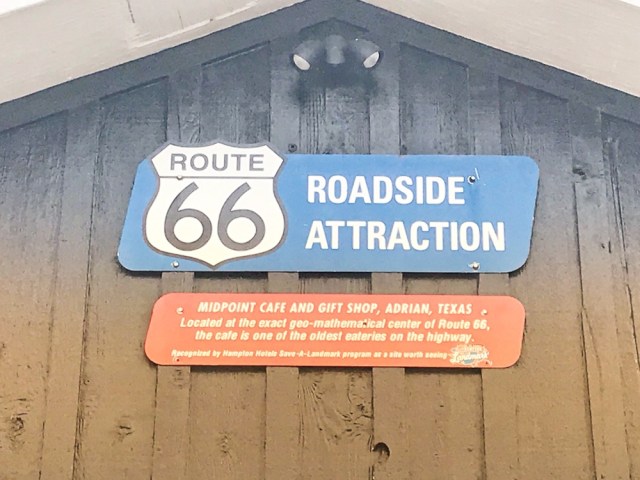 ROUTE
66
ROADSIDE
ATTRACTION
MIDPOINT CAFE AND GIFT SHOP, ADRIAN, TEXAS
Located at the exact geo-mathematical center of Route 66,
the cafe is one of the oldest eateries on the highway.
Recognized by Hampton Hotels Save-A-Landmark program as a site worth seeing
Landmark